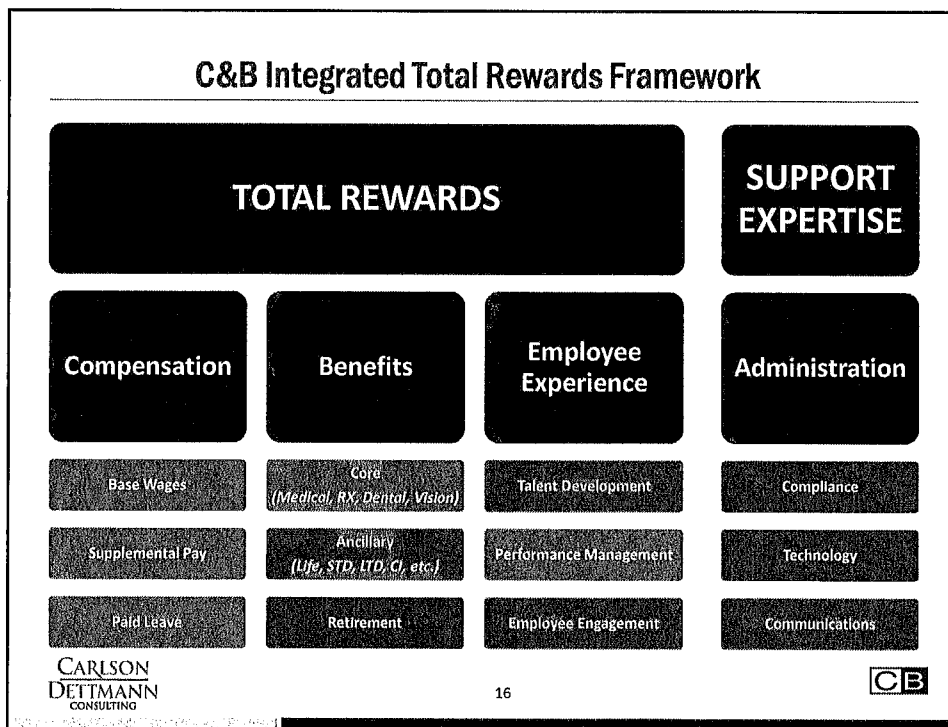 C&B Integrated Total Rewards Framework
TOTAL REWARDS
SUPPORT
EXPERTISE
Compensation
Benefits
Employee
Experience
Administration
Base Wages
Core
(Medical, RX, Dental, Vision)
Talent Development
Compliance
Supplemental Pay
Ancillary
(Life, STD, LTD, CI, etc.)
Performance Management
Technology
Paid Leave
Retirement
Employee Engagement
Communications
CARLSON
DETTMANN
CONSULTING
16
CB